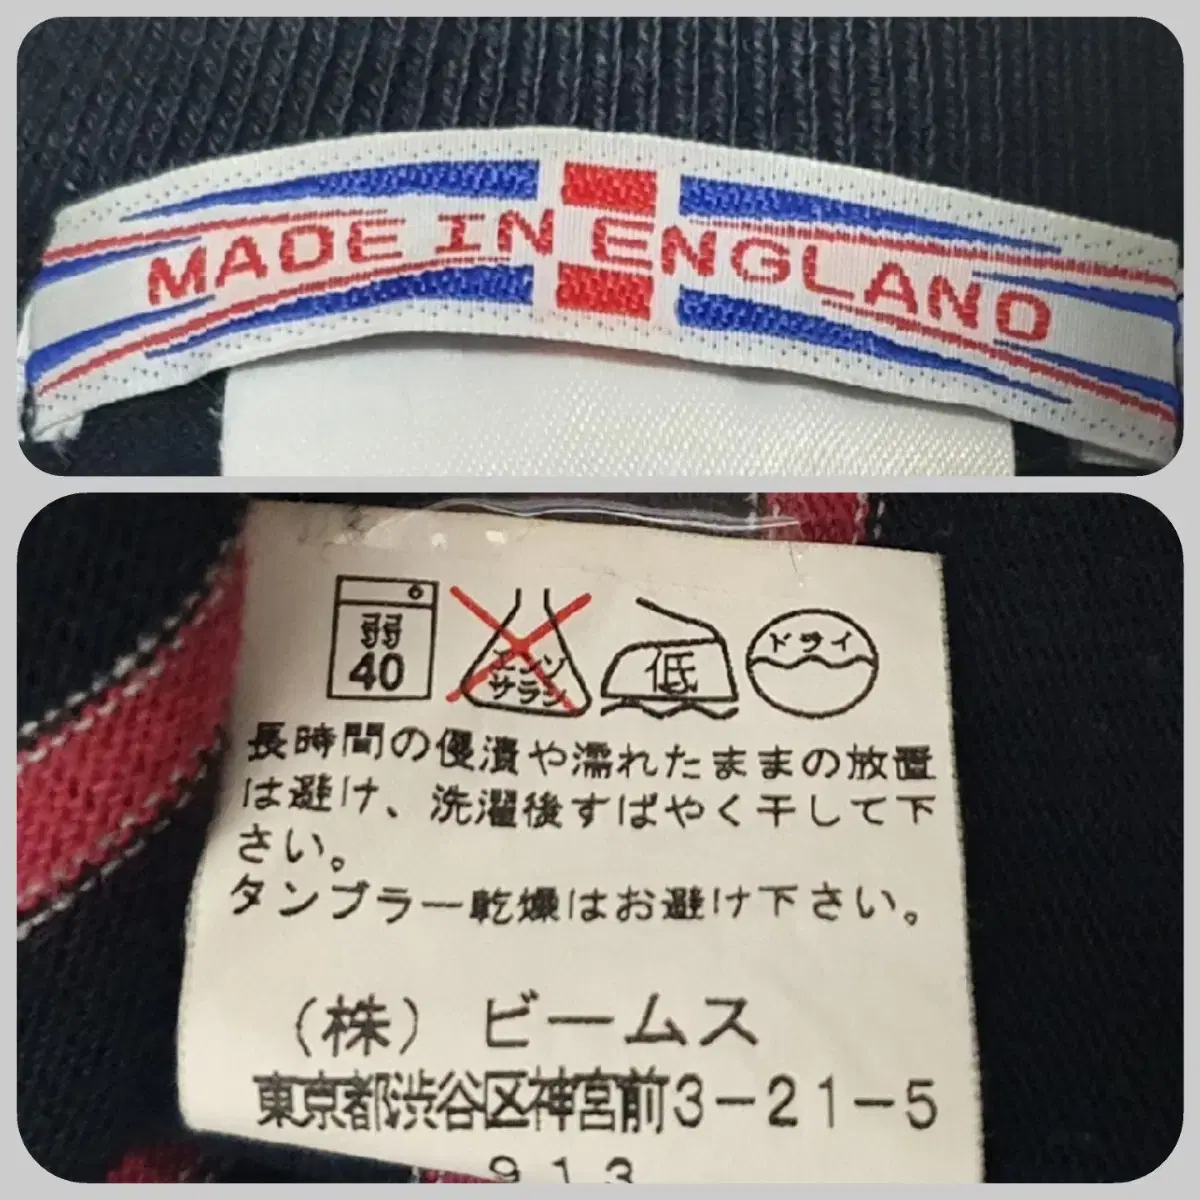 MADE IN ENGLAND
弱
40
エンソ
サラシ
低
ドライ
長時間の侵漬や濡れたままの放置
は避け、洗濯後すばやく干して下
さい。
タンブラー乾燥はお避け下さい。
(株) ビームス
東京都渋谷区神宮前3-21-5
913